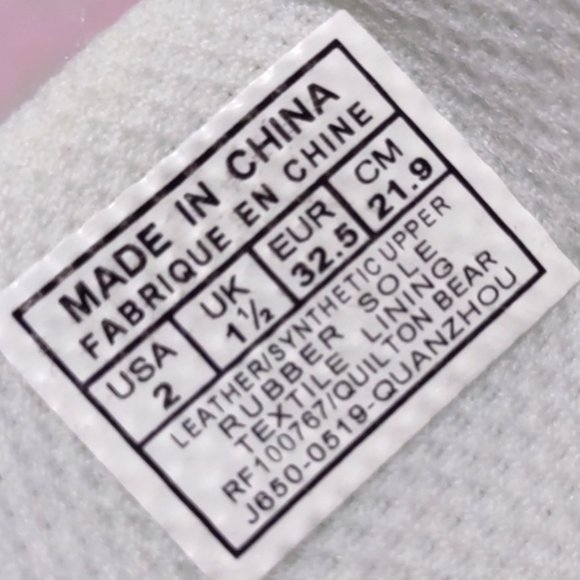 MADE IN CHINA
FABRIQUE EN CHINE
USA UK EUR CM
2 1½ 32.5 21.9
LEATHER/SYNTHETIC UPPER
RUBBER SOLE
TEXTILE LINING
RF100767/QUILTON BEAR
J650-0519-QUANZHOU